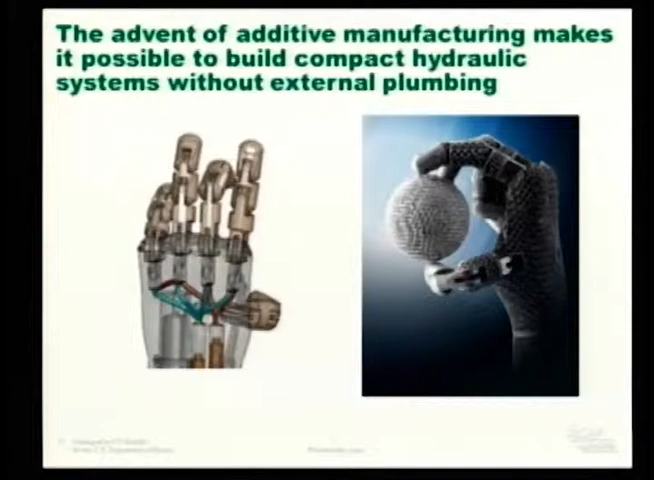 The advent of additive manufacturing makes
it possible to build compact hydraulic
systems without external plumbing